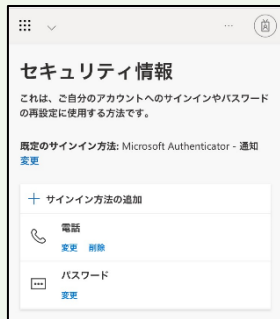 セキュリティ情報
これは、ご自分のアカウントへのサインインやパスワード
の再設定に使用する方法です。
既定のサインイン方法: Microsoft Authenticator - 通知
変更
＋ サインイン方法の追加
電話
変更 削除
パスワード
変更